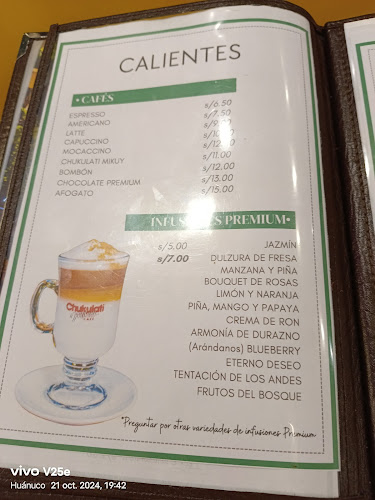 CALIENTES
• CAFÉS
ESPRESSO s/6.50
AMERICANO s/7.50
LATTE
CAPUCCINO
MOCACCINO
CHUKULATI MIKUY s/11.00
BOMBÓN s/12.00
CHOCOLATE PREMIUM s/13.00
AFOGATO s/15.00
PREMIUM•
s/5.00 JAZMÍN
s/7.00 DULZURA DE FRESA
MANZANA Y PIÑA
BOUQUET DE ROSAS
LIMÓN Y NARANJA
PIÑA, MANGO Y PAPAYA
CREMA DE RON
ARMONÍA DE DURAZNO
(Arándanos) BLUEBERRY
ETERNO DESEO
TENTACIÓN DE LOS ANDES
FRUTOS DEL BOSQUE
Chukulati
*Preguntar por otras variedades de infusiones Premium
vivo V25e
Huánuco 21 oct. 2024, 19:42